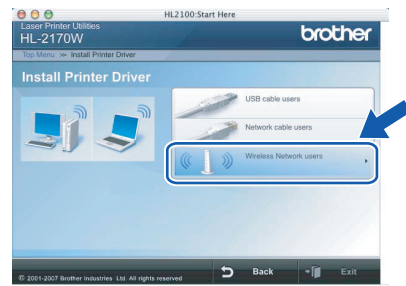 HL2100:Start Here
Laser Printer Utilities
HL-2170W
brother
Top Menu ≫ Install Printer Driver
Install Printer Driver
USB cable users
Network cable users
Wireless Network users
Back
Exit
© 2001-2007 Brother Industries Ltd. All rights reserved